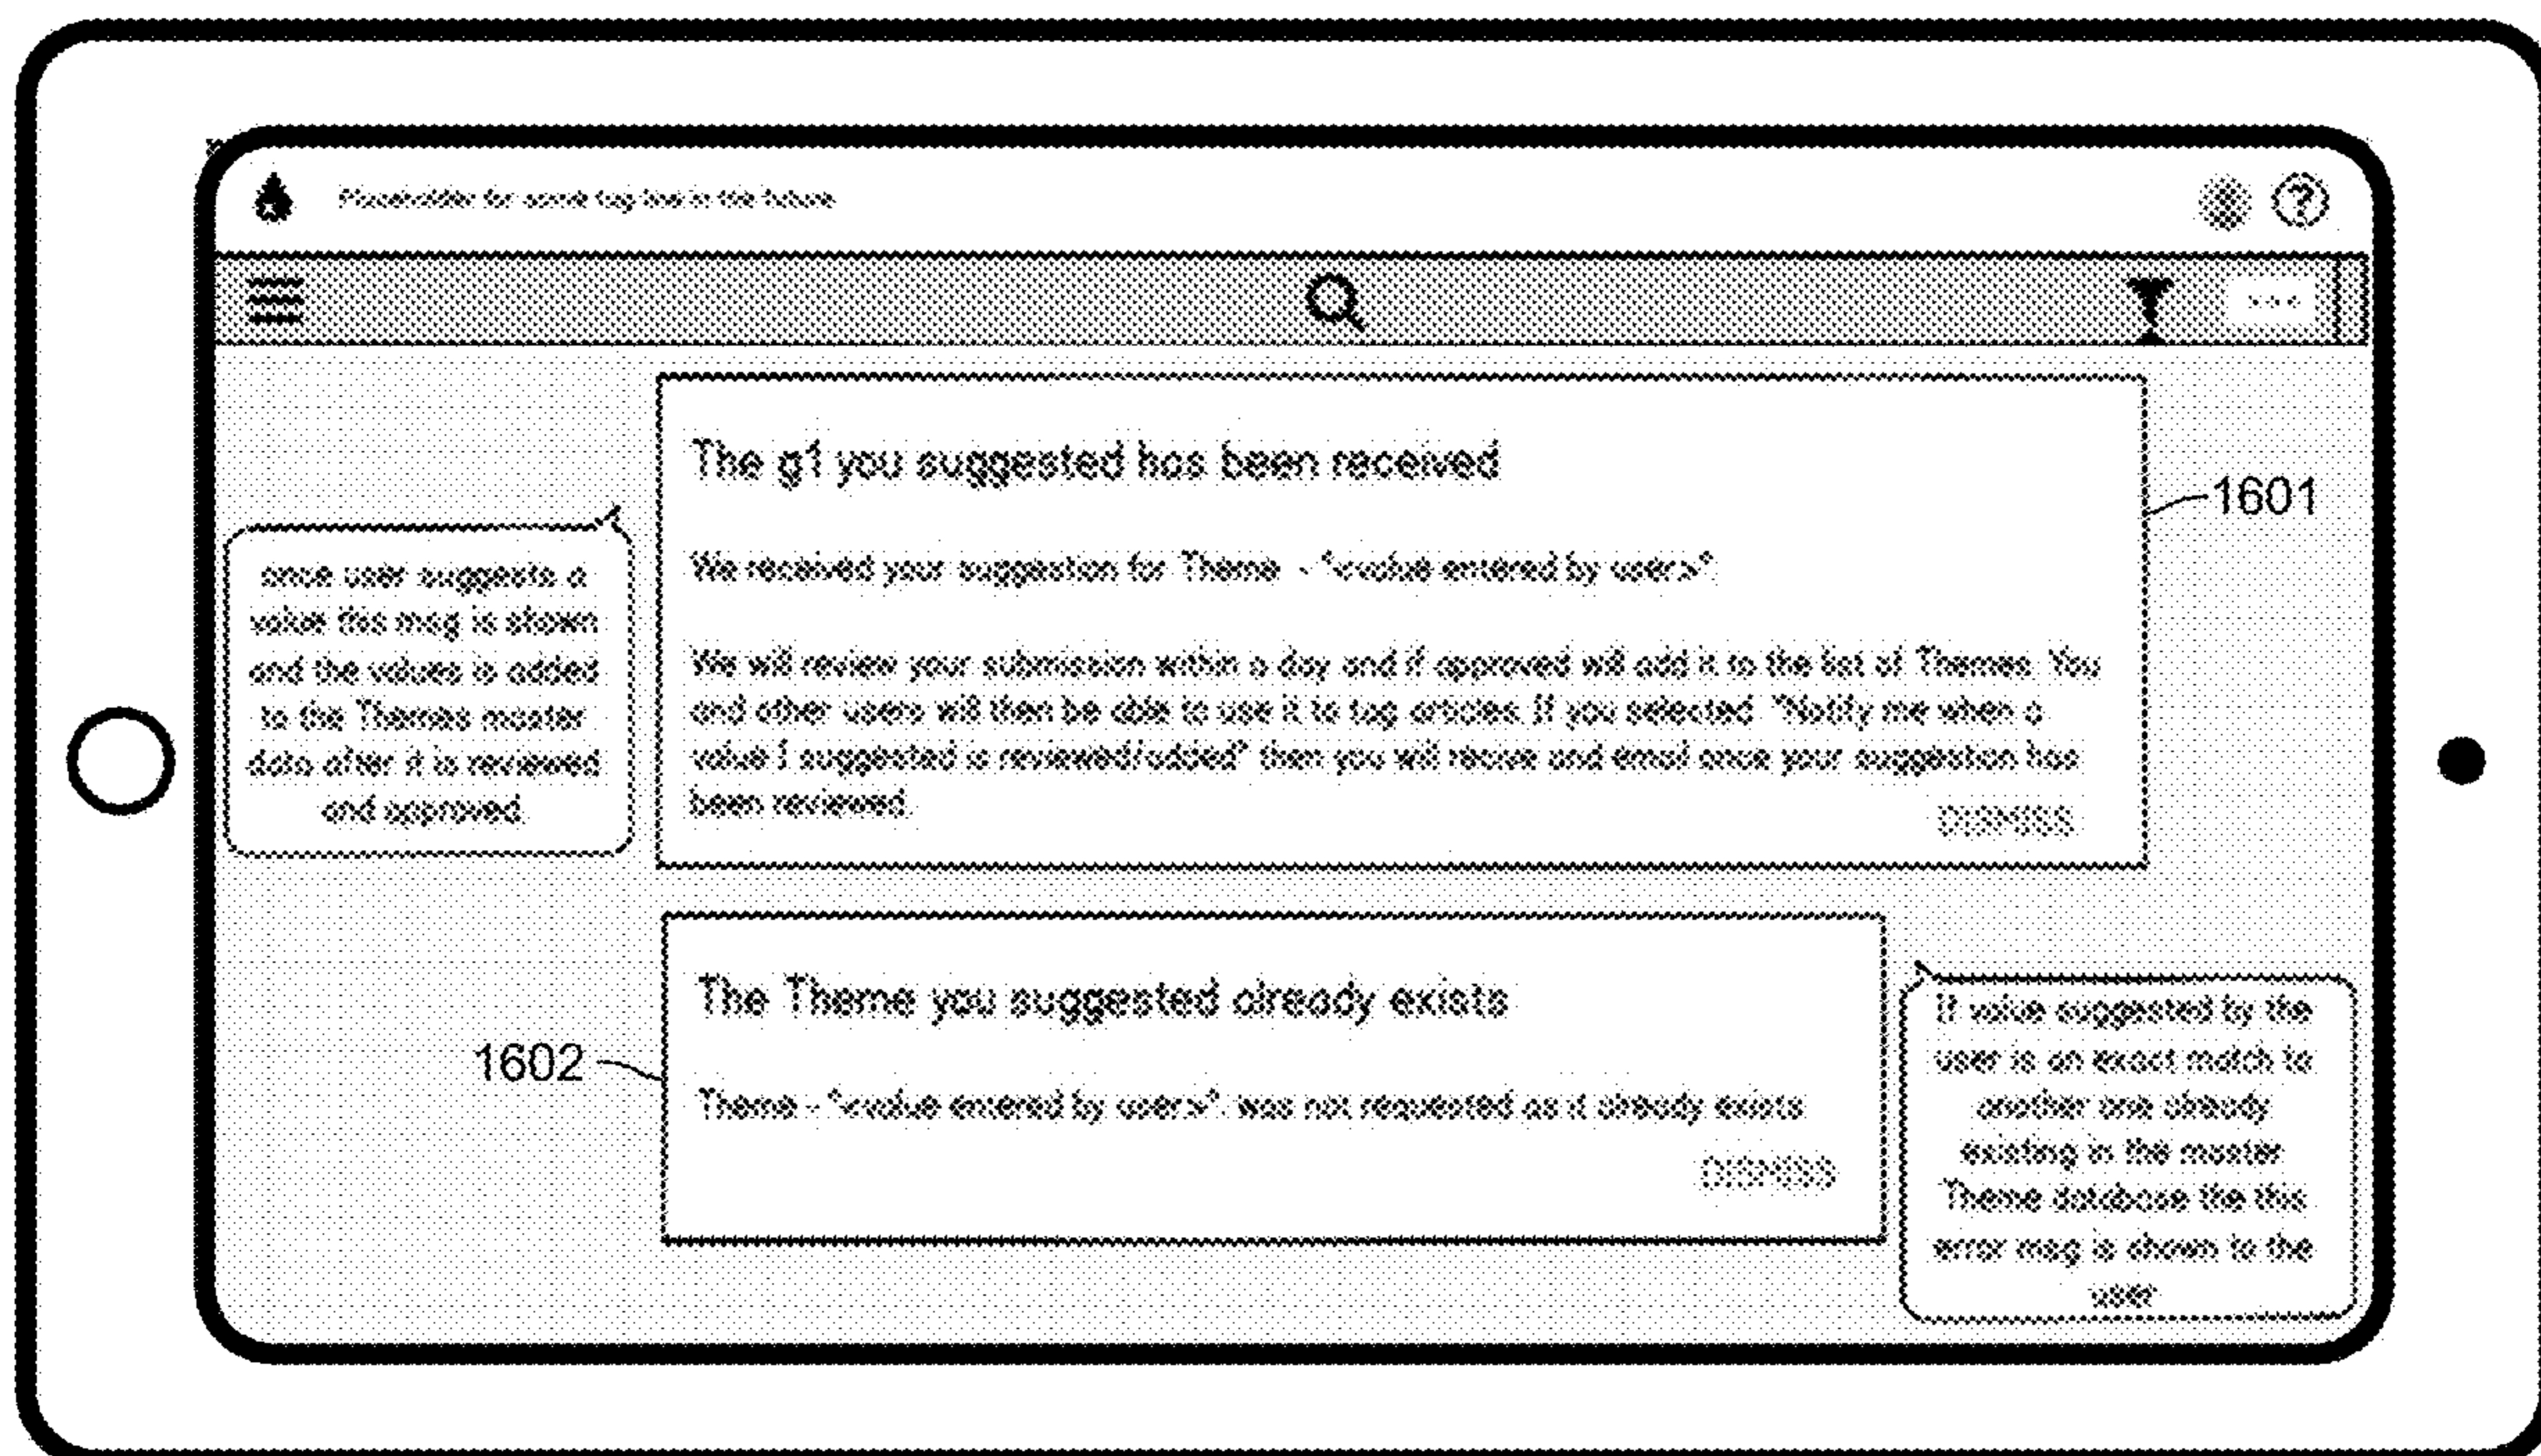 Placeholder for some tag line in the future
?
The g1 you suggested has been received
1601
We received your suggestion for Theme - "<value entered by user>".
once user suggests a
value this msg is shown
and the values is added
to the Themes master
data after it is reviewed
and approved
We will review your submission within a day and if approved will add it to the list of Themes. You
and other users will then be able to use it to tag articles. If you selected "Notify me when a
value I suggested is reviewed/added" then you will recive and email once your suggestion has
been reviewed.
DISMISS
The Theme you suggested already exists
1602
Theme - "<value entered by user>". was not requested as it already exists
DISMISS
If value suggested by the
user is an exact match to
another one already
existing in the master
Theme database the this
error msg is shown to the
user